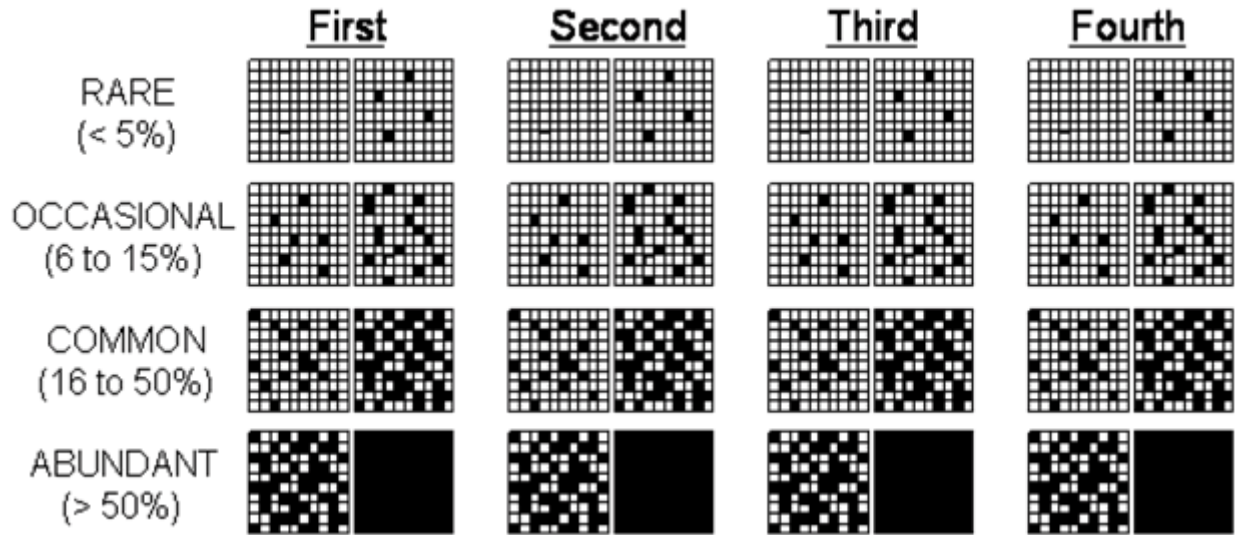 First Second Third Fourth
RARE
(< 5%)
OCCASIONAL
(6 to 15%)
COMMON
(16 to 50%)
ABUNDANT
(> 50%)